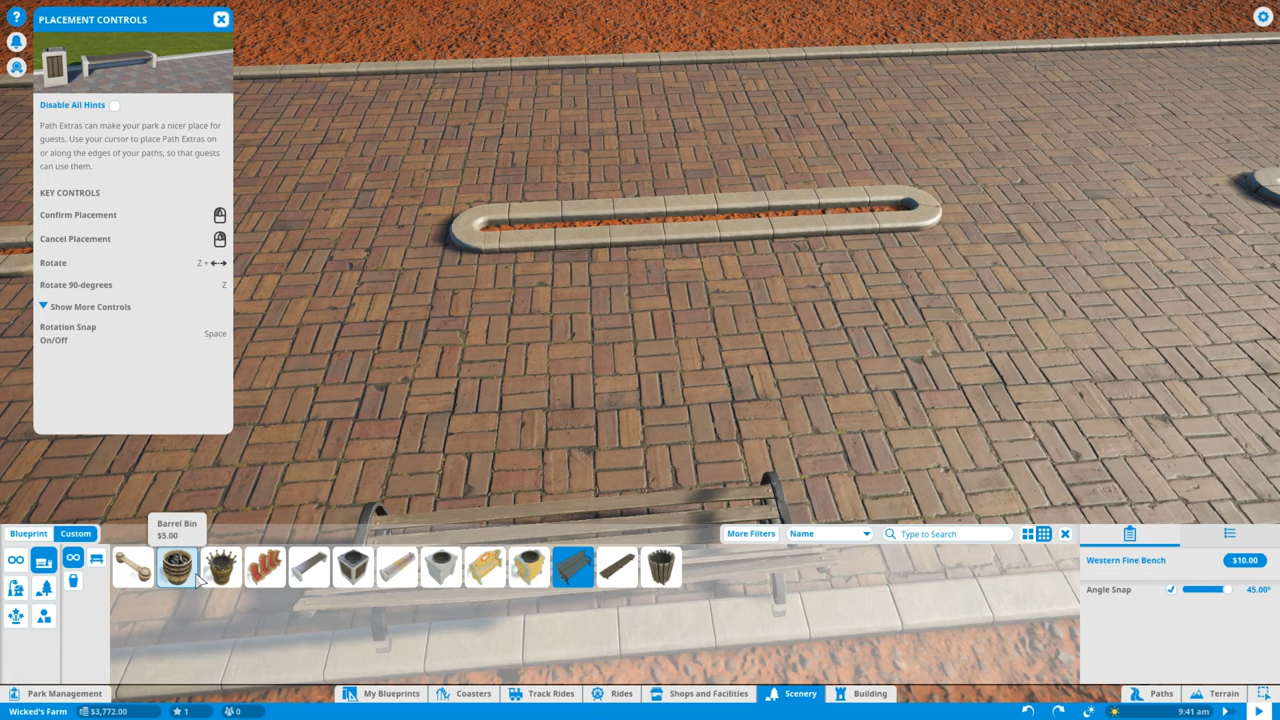 PLACEMENT CONTROLS
Disable All Hints
Path Extras can make your park a nicer place for
guests. Use your cursor to place Path Extras on
or along the edges of your paths, so that guests
can use them.
KEY CONTROLS
Confirm Placement
Cancel Placement
Rotate Z +
Rotate 90-degrees Z
Show More Controls
Rotation Snap
On/Off Space
Barrel Bin
$5.00
Blueprint Custom
More Filters Name Type to Search
Western Fine Bench $10.00
Angle Snap 45.00°
Park Management My Blueprints Coasters Track Rides Rides Shops and Facilities Scenery Building Paths Terrain
Wicked's Farm $3,772.00 1 0 9:41 am